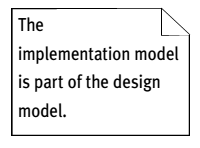 The
implementation model
is part of the design
model.